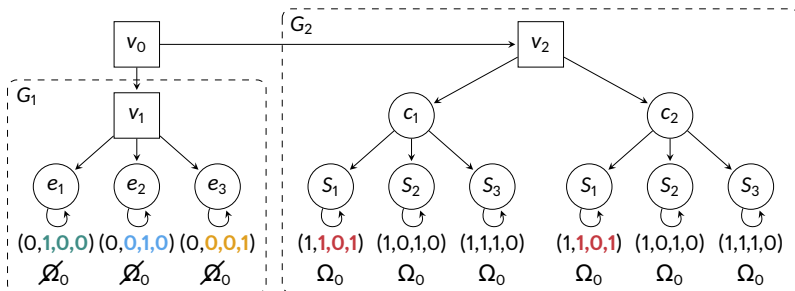 v₀ G₂ v₂
G₁ v₁ c₁ c₂
e₁ e₂ e₃ S₁ S₂ S₃ S₁ S₂ S₃
(0,1,0,0) (0,0,1,0) (0,0,0,1) (1,1,0,1) (1,0,1,0) (1,1,1,0) (1,1,0,1) (1,0,1,0) (1,1,1,0)
Ω̸₀ Ω̸₀ Ω̸₀ Ω₀ Ω₀ Ω₀ Ω₀ Ω₀ Ω₀